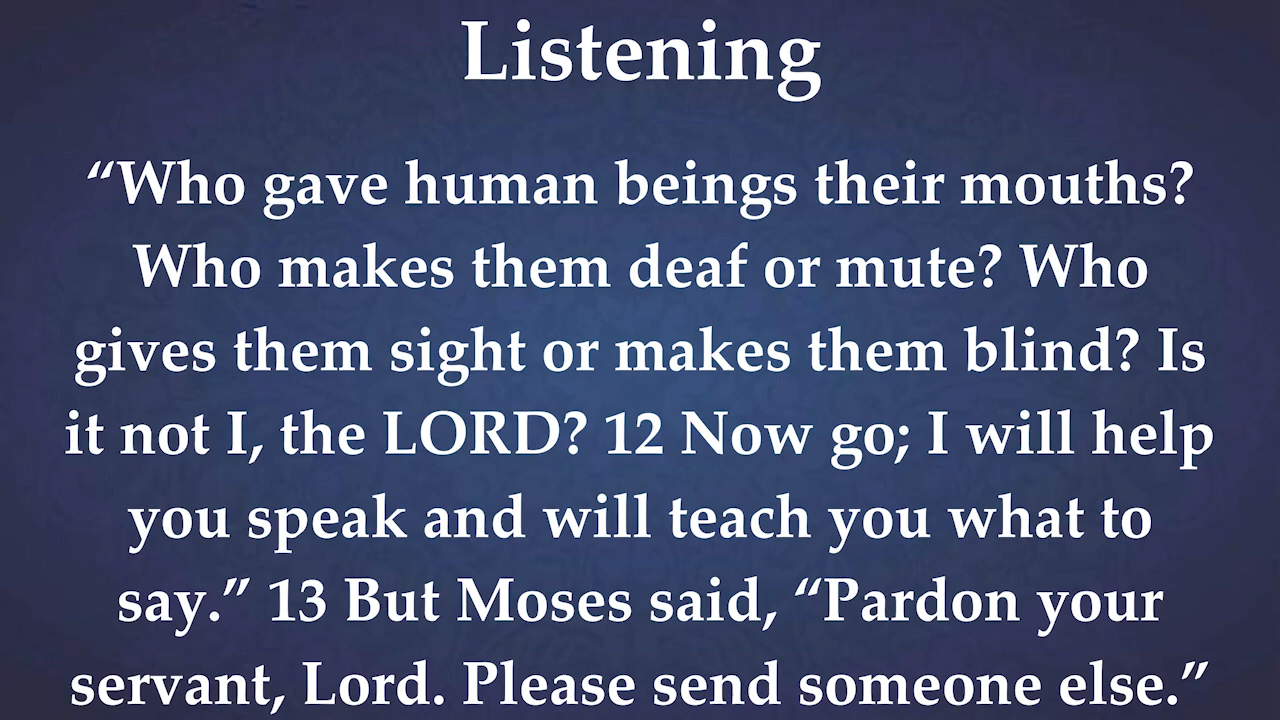 Listening
“Who gave human beings their mouths?
Who makes them deaf or mute? Who
gives them sight or makes them blind? Is
it not I, the LORD? 12 Now go; I will help
you speak and will teach you what to
say.” 13 But Moses said, “Pardon your
servant, Lord. Please send someone else.”